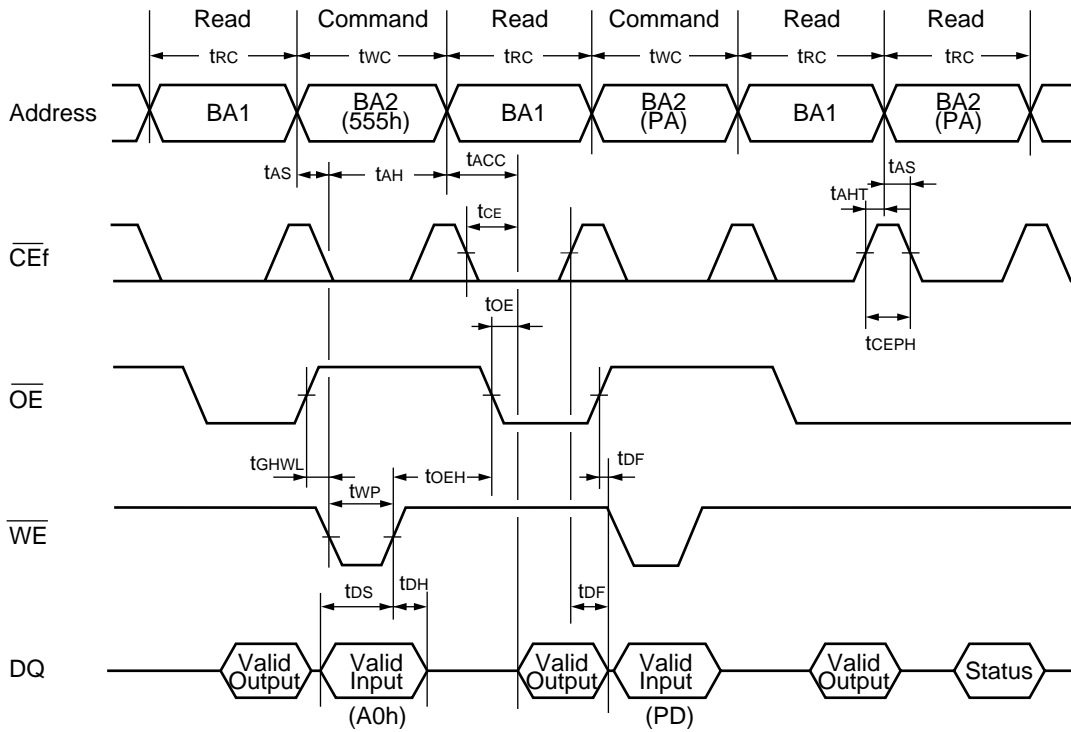 Read Command Read Command Read Read
tRC tWC tRC tWC tRC tRC
Address BA1 BA2 (555h) BA1 BA2 (PA) BA1 BA2 (PA)
tAS tAH tACC tAS
tAHT
tCE
CEf
tOE
tCEPH
OE
tGHWL tWP tOEH tDF
WE
tDS tDH tDF
DQ Valid Output Valid Input Valid Output Valid Input Valid Output Status
(A0h) (PD)